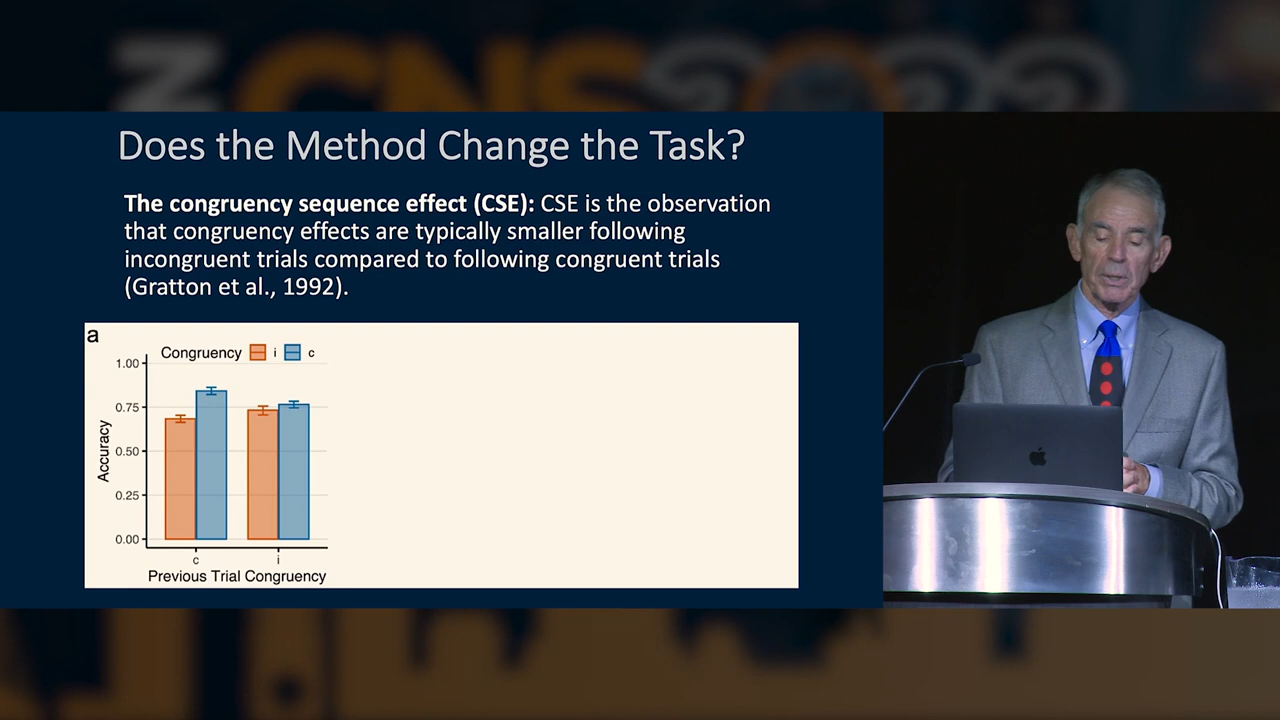 CNS 2022
Does the Method Change the Task?
The congruency sequence effect (CSE): CSE is the observation
that congruency effects are typically smaller following
incongruent trials compared to following congruent trials
(Gratton et al., 1992).
a
Congruency i c
1.00
0.75
0.50
0.25
0.00
Accuracy
c i
Previous Trial Congruency